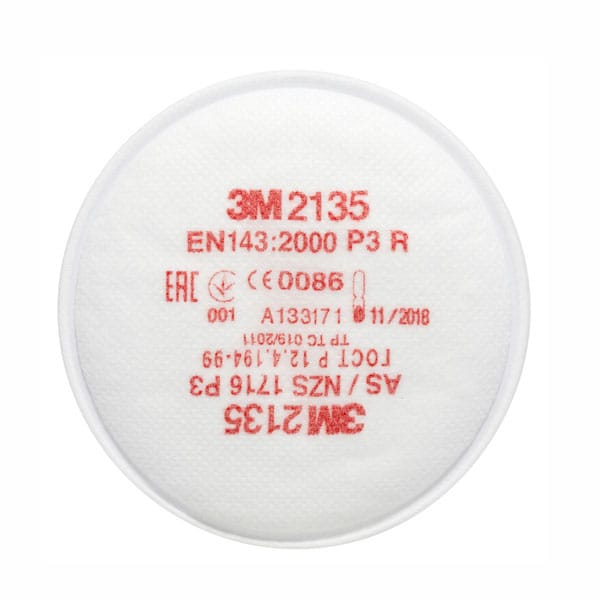 3M 2135
EN143:2000 P3 R
EAC CE 0086
001 A133171 11/2018
TP TC 019/2011
ГОСТ Р 12.4.194-99
AS / NZS 1716 P3
3M 2135